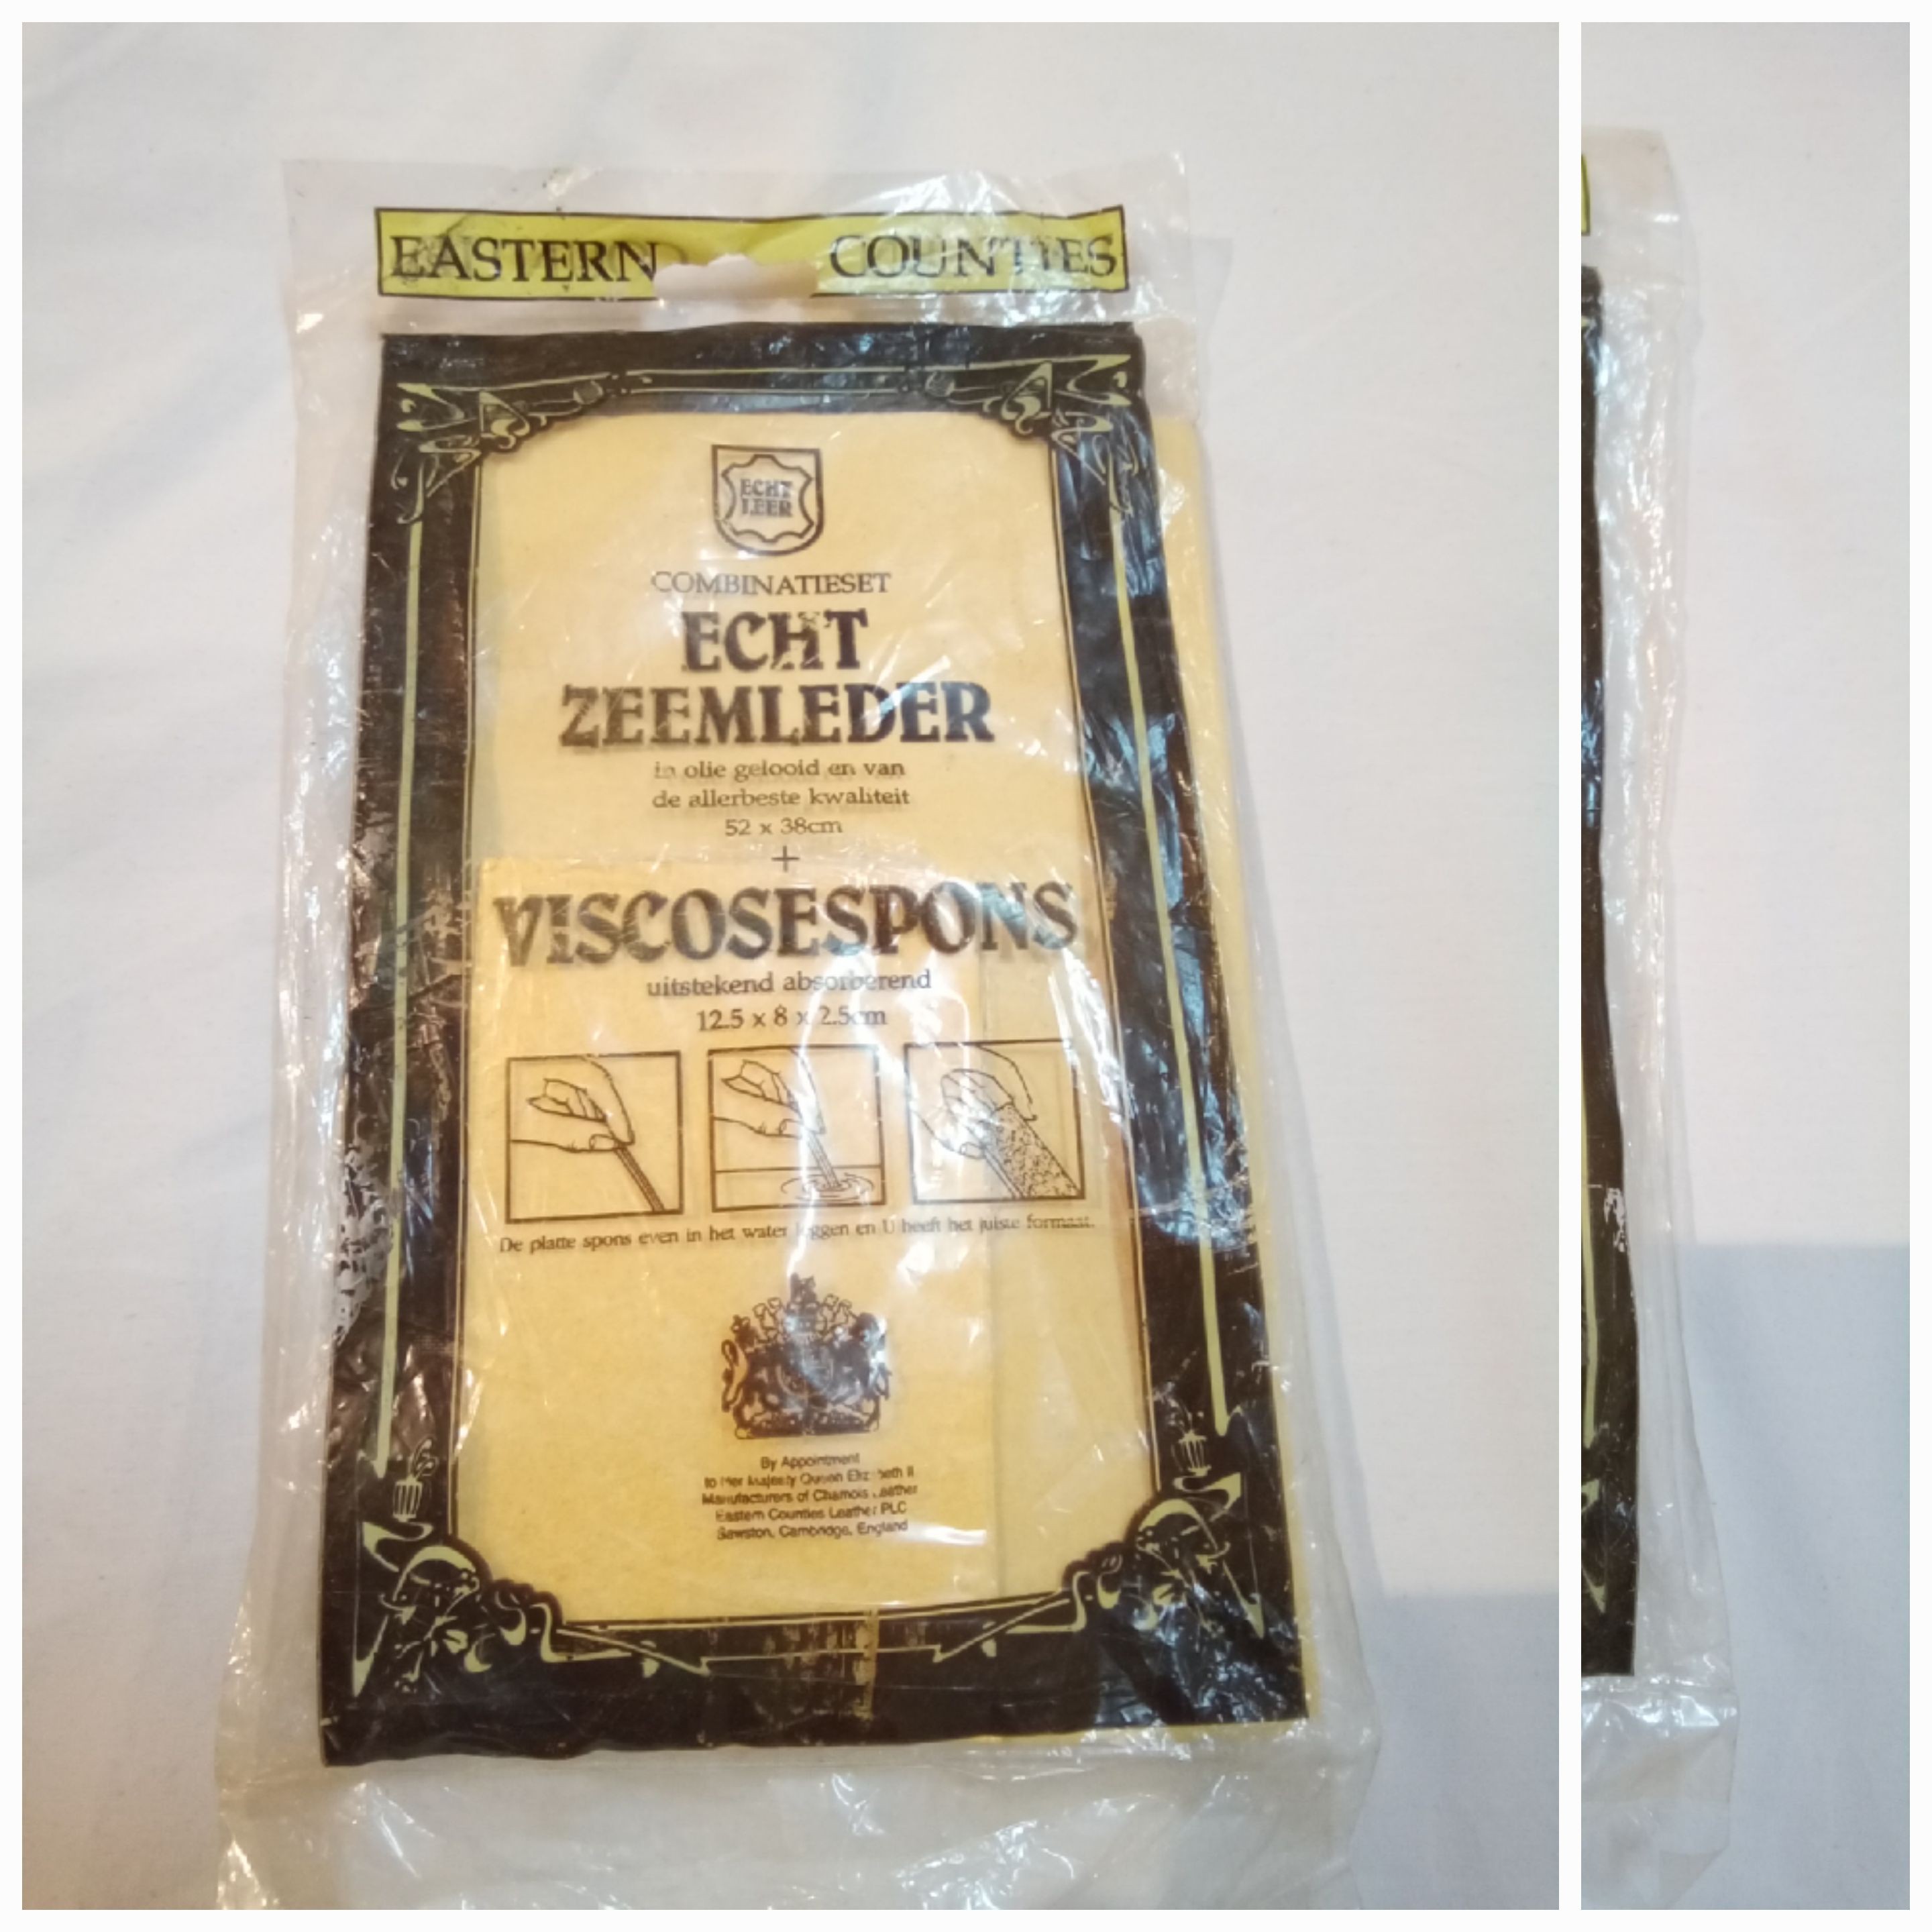 EASTERN COUNTIES
ECHT
LEER
COMBINATIESET
ECHT
ZEEMLEDER
in olie gelooid en van
de allerbeste kwaliteit
52 x 38cm
+
VISCOSESPONS
uitstekend absorberend
12.5 x 8 x 2.5cm
De platte spons even in het water leggen en U heeft het juiste formaat.
By Appointment
to Her Majesty Queen Elizabeth II
Manufacturers of Chamois Leather
Eastern Counties Leather PLC
Sawston, Cambridge, England